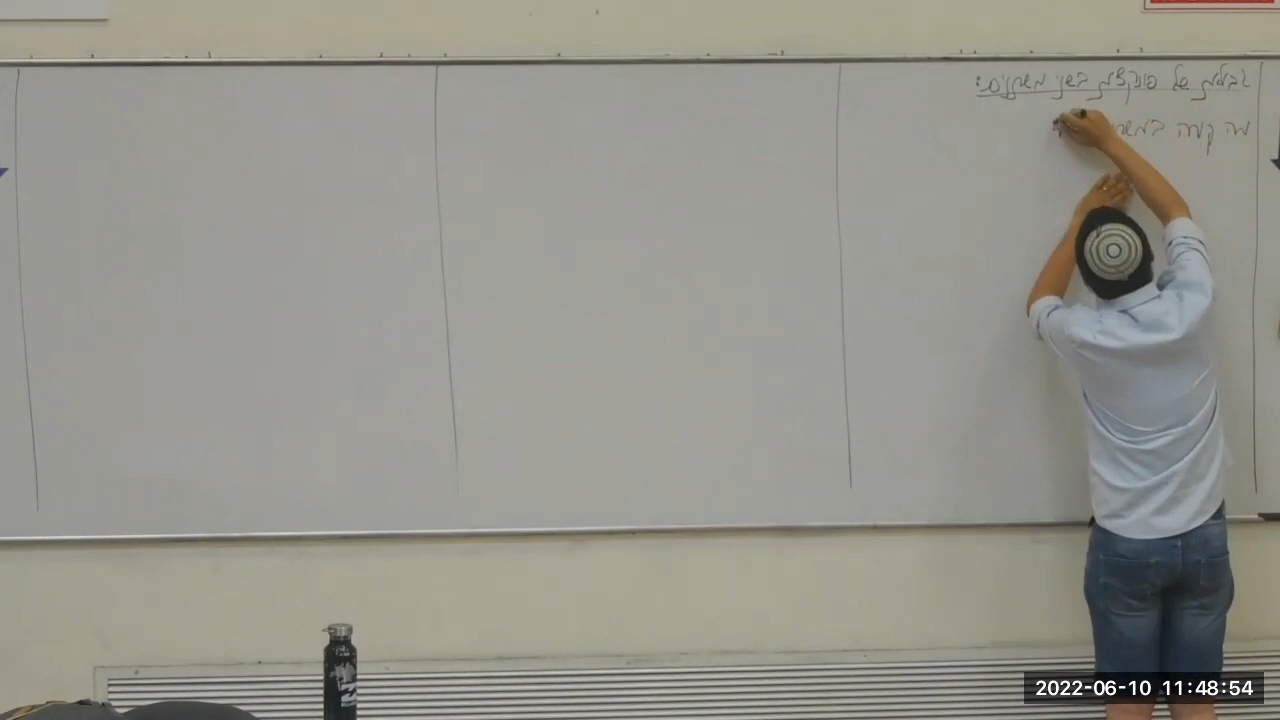 גבולות של פונקציות בשני משתנים:
מה קורה
2022-06-10 11:48:54